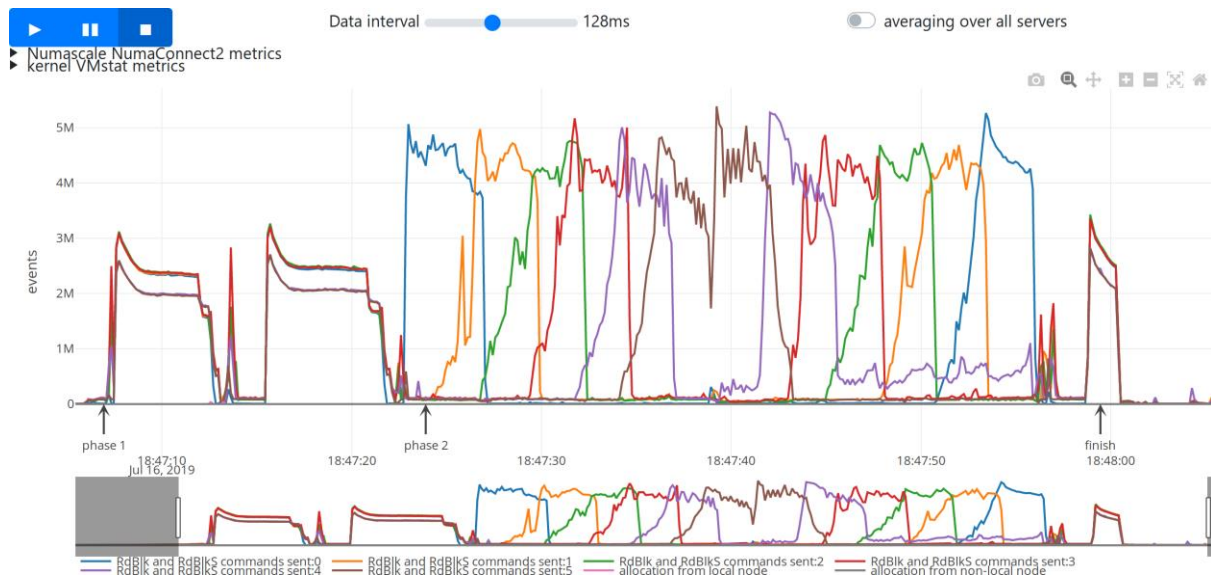 Data interval 128ms averaging over all servers
▶ Numascale NumaConnect2 metrics
▶ kernel VMstat metrics
5M
4M
3M
2M
1M
0
events
phase 1 phase 2 finish
18:47:10 18:47:20 18:47:30 18:47:40 18:47:50 18:48:00
Jul 16, 2019
RdBlk and RdBlkS commands sent:0 RdBlk and RdBlkS commands sent:1 RdBlk and RdBlkS commands sent:2 RdBlk and RdBlkS commands sent:3
RdBlk and RdBlkS commands sent:4 RdBlk and RdBlkS commands sent:5 allocation from local node allocation from non-local node